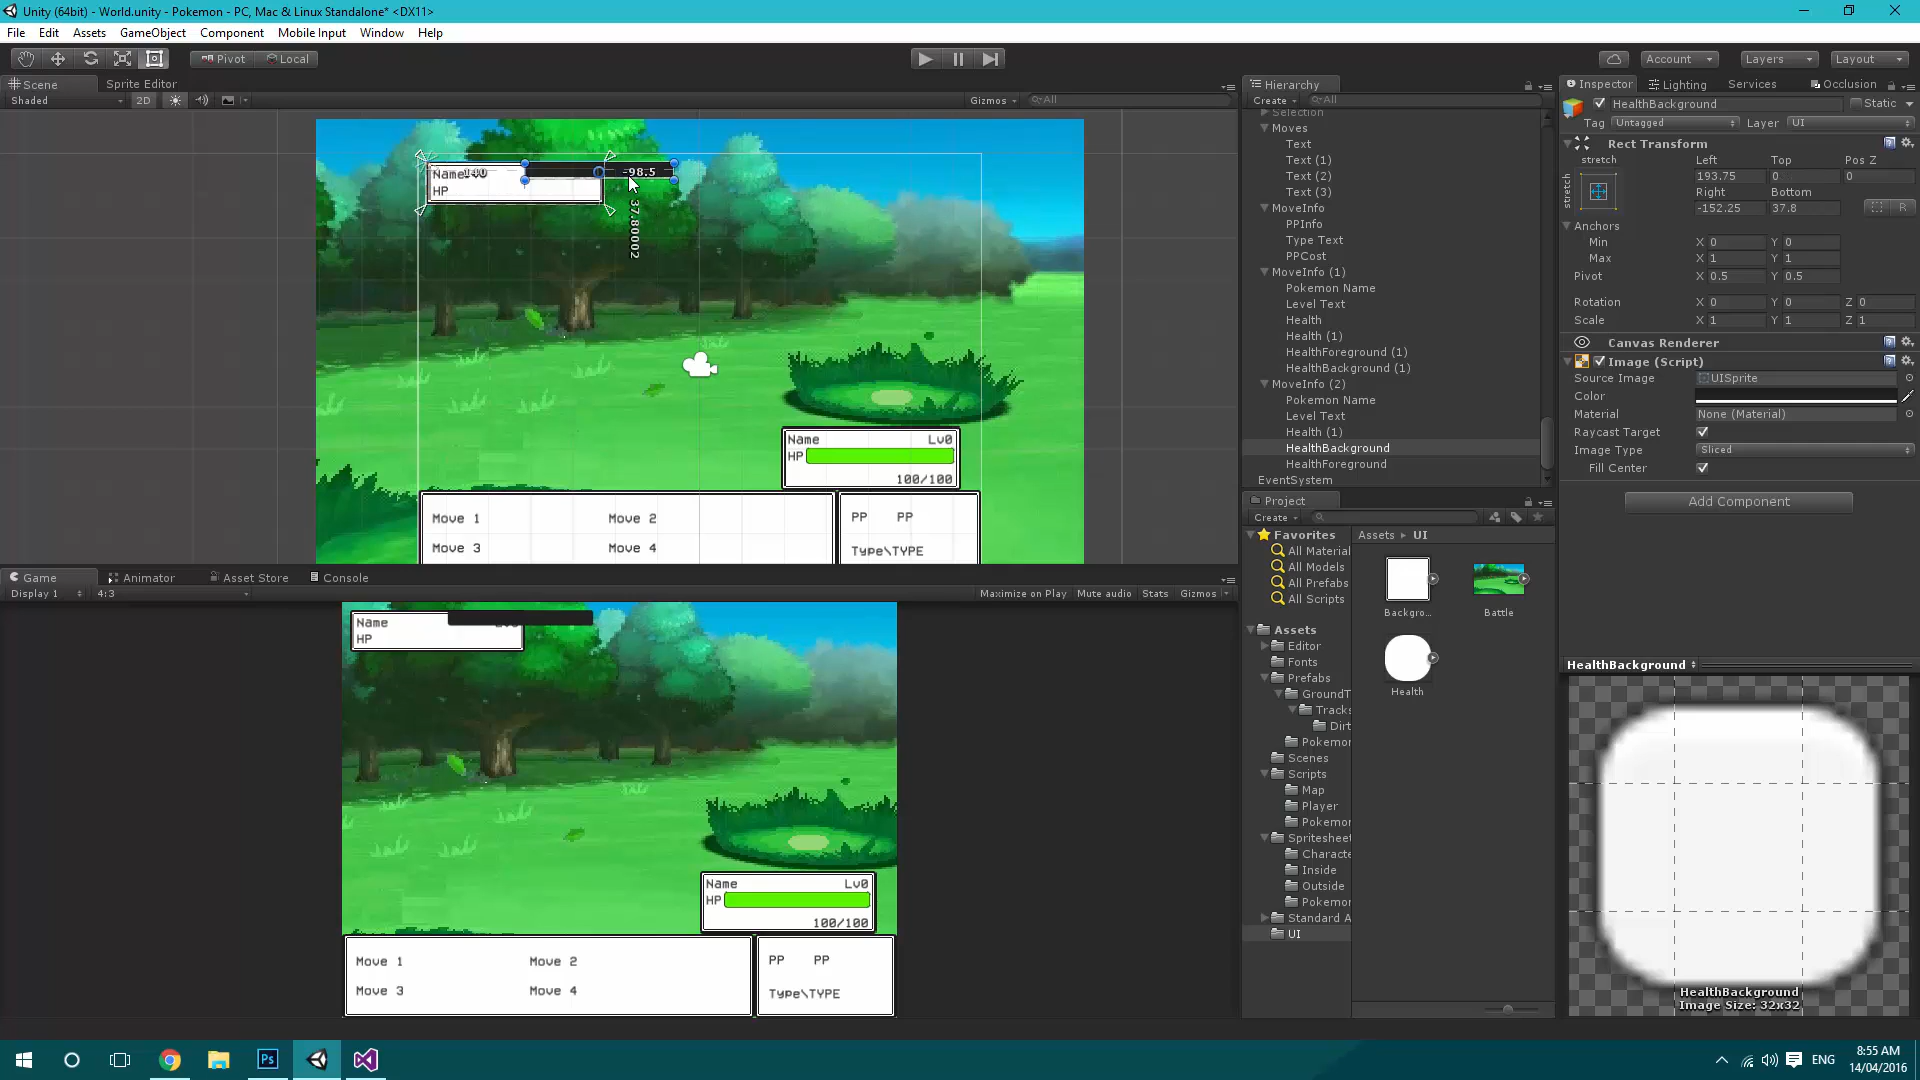 Unity (64bit) - World.unity - Pokemon - PC, Mac & Linux Standalone* <DX11>
File Edit Assets GameObject Component Mobile Input Window Help
Pivot Local
Account Layers Layout
Scene Sprite Editor
Shaded 2D Gizmos All
Name
HP
-98.5
37.80002
Name Lv0
HP
100/100
Move 1 Move 2 PP PP
Move 3 Move 4 Type\TYPE
Game Animator Asset Store Console
Display 1 4:3 Maximize on Play Mute audio Stats Gizmos
Name
HP
Name Lv0
HP
100/100
Move 1 Move 2 PP PP
Move 3 Move 4 Type\TYPE
Hierarchy
Create All
Selection
Moves
Text
Text (1)
Text (2)
Text (3)
MoveInfo
PPInfo
Type Text
PPCost
MoveInfo (1)
Pokemon Name
Level Text
Health
Health (1)
HealthForeground (1)
HealthBackground (1)
MoveInfo (2)
Pokemon Name
Level Text
Health (1)
HealthBackground
HealthForeground
EventSystem
Project
Create
Favorites
All Material
All Models
All Prefabs
All Scripts
Assets
Editor
Fonts
Prefabs
GroundT
Tracks
Dirt
Pokemon
Scenes
Scripts
Map
Player
Pokemon
Spritesheet
Characte
Inside
Outside
Pokemon
Standard A
UI
Assets UI
Backgro...
Battle
Health
Inspector Lighting Services Occlusion
HealthBackground Static
Tag Untagged Layer UI
Rect Transform
stretch Left Top Pos Z
stretch 193.75 0 0
Right Bottom
-152.25 37.8 R
Anchors
Min X 0 Y 0
Max X 1 Y 1
Pivot X 0.5 Y 0.5
Rotation X 0 Y 0 Z 0
Scale X 1 Y 1 Z 1
Canvas Renderer
Image (Script)
Source Image UISprite
Color
Material None (Material)
Raycast Target
Image Type Sliced
Fill Center
Add Component
HealthBackground
HealthBackground
Image Size: 32x32
ENG
8:55 AM
14/04/2016